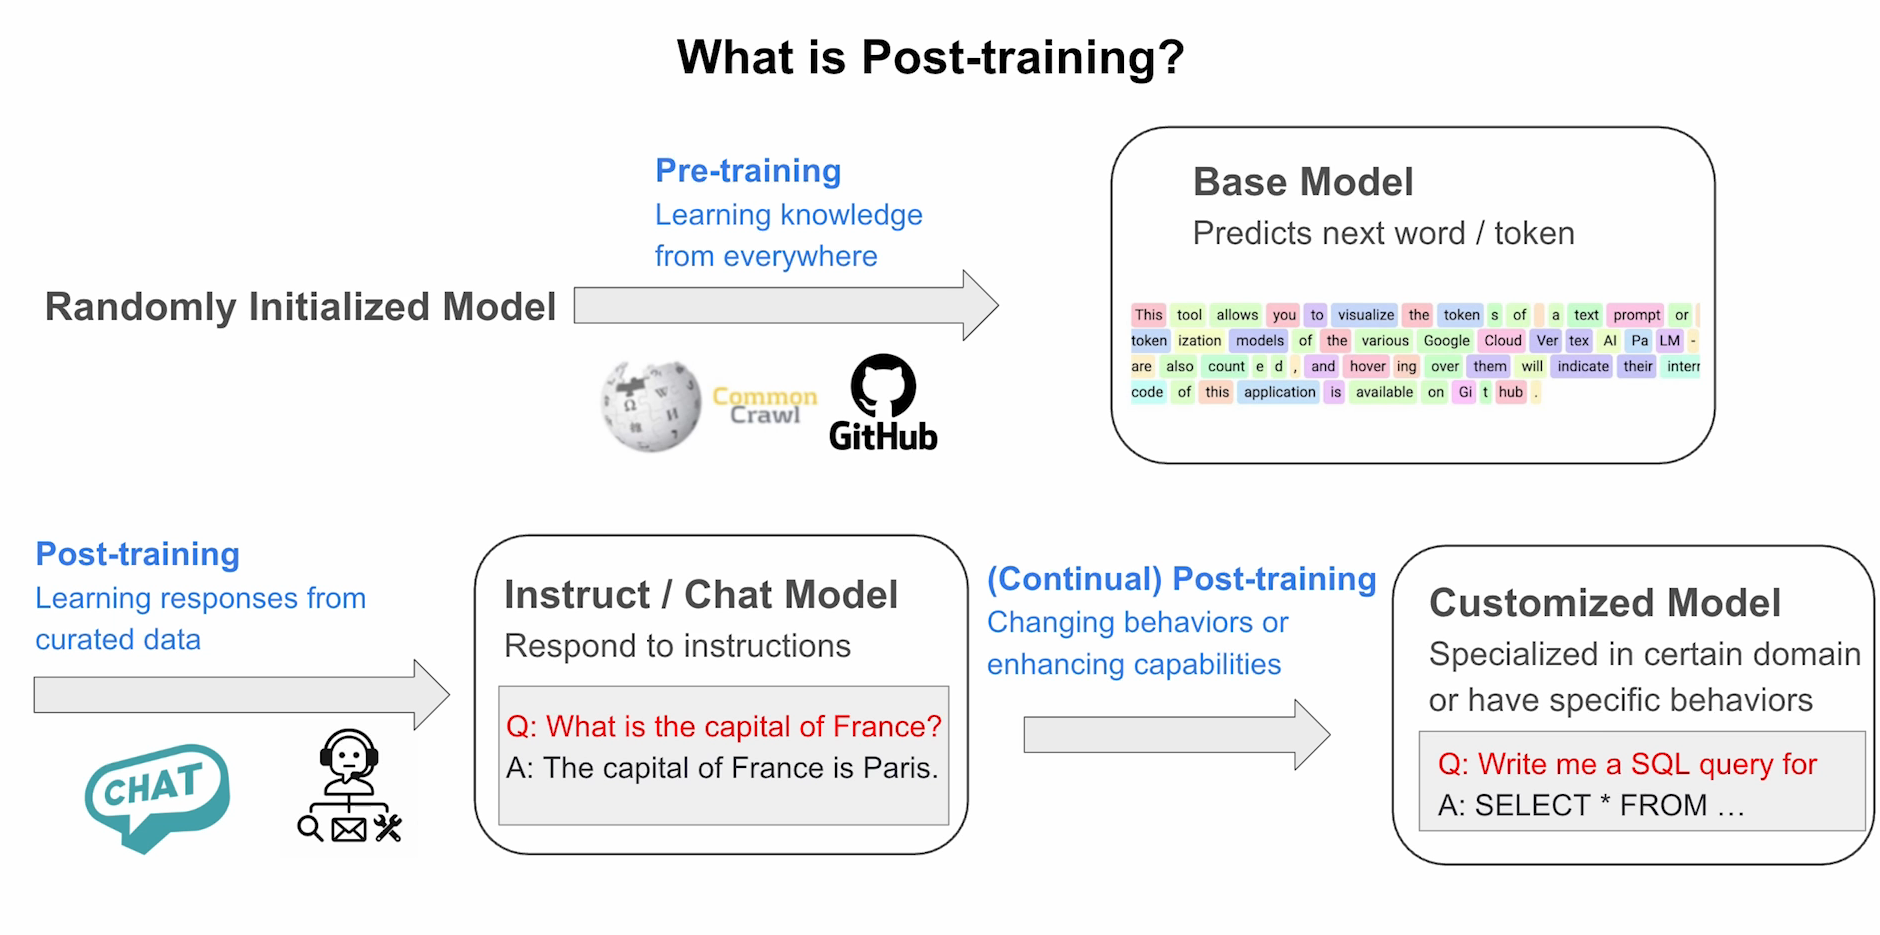 What is Post-training?
Pre-training
Learning knowledge
from everywhere
Randomly Initialized Model
Common
Crawl
GitHub
Base Model
Predicts next word / token
This tool allows you to visualize the token s of a text prompt or
token ization models of the various Google Cloud Ver tex AI Pa LM -
are also count e d , and hover ing over them will indicate their interr
code of this application is available on Gi t hub .
Post-training
Learning responses from
curated data
CHAT
Instruct / Chat Model
Respond to instructions
Q: What is the capital of France?
A: The capital of France is Paris.
(Continual) Post-training
Changing behaviors or
enhancing capabilities
Customized Model
Specialized in certain domain
or have specific behaviors
Q: Write me a SQL query for
A: SELECT * FROM …